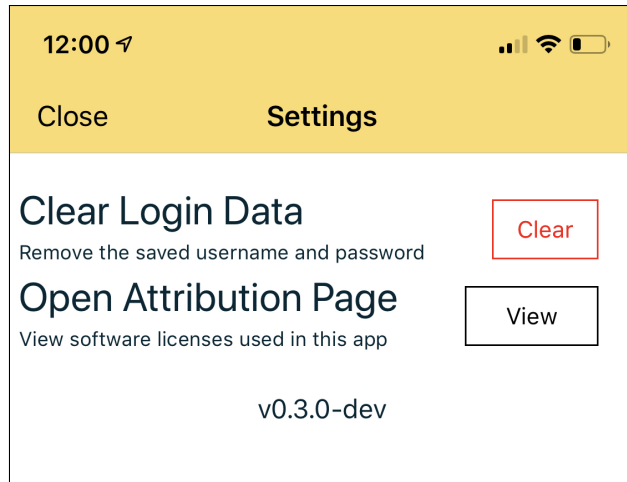 12:00
Close Settings
Clear Login Data
Clear
Remove the saved username and password
Open Attribution Page
View
View software licenses used in this app
v0.3.0-dev